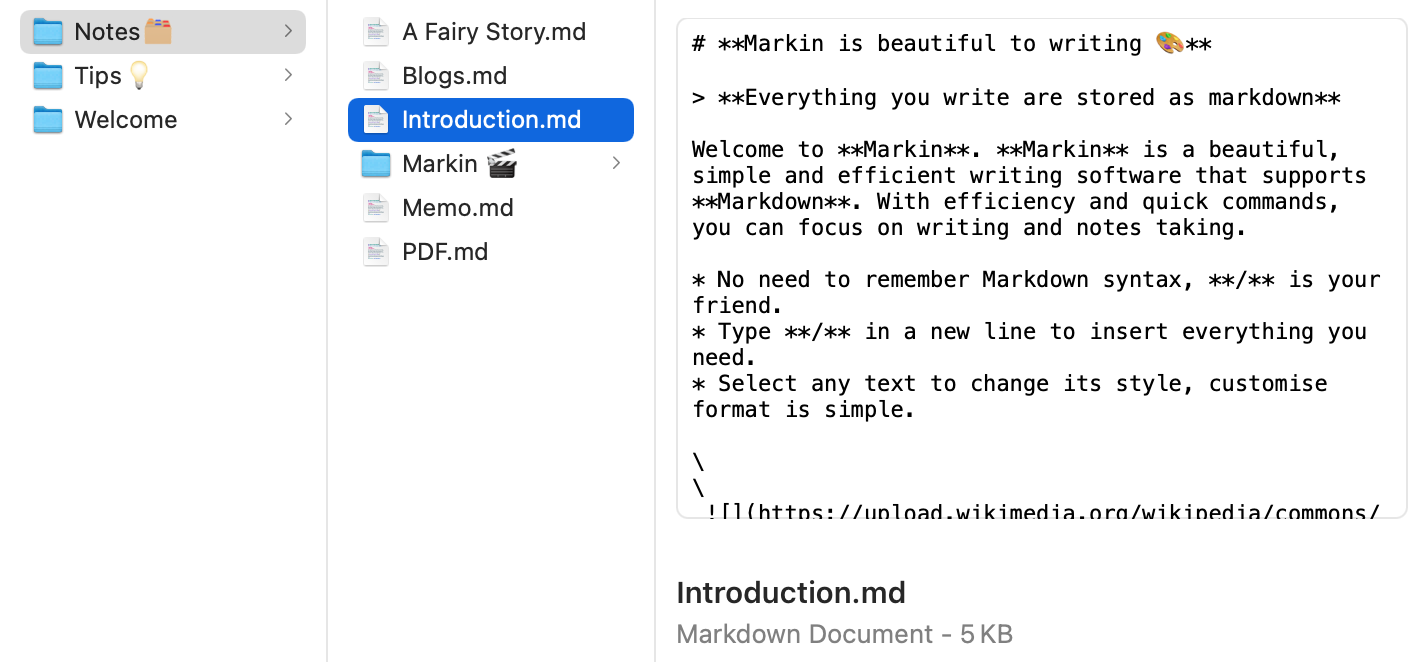 Notes🗂️
Tips💡
Welcome
A Fairy Story.md
Blogs.md
Introduction.md
Markin 🎬
Memo.md
PDF.md
# **Markin is beautiful to writing 🎨**
> **Everything you write are stored as markdown**
Welcome to **Markin**. **Markin** is a beautiful,
simple and efficient writing software that supports
**Markdown**. With efficiency and quick commands,
you can focus on writing and notes taking.
* No need to remember Markdown syntax, **/** is your
friend.
* Type **/** in a new line to insert everything you
need.
* Select any text to change its style, customise
format is simple.
\
\
![](https://upload.wikimedia.org/wikipedia/commons/
Introduction.md
Markdown Document - 5 KB